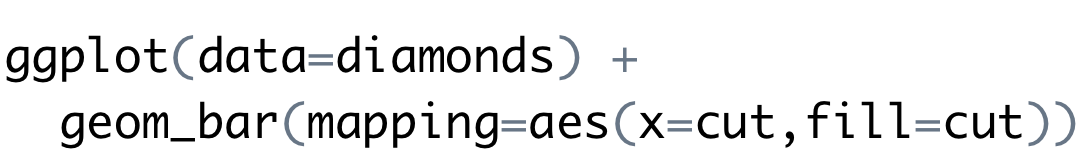 ggplot(data=diamonds) +
  geom_bar(mapping=aes(x=cut,fill=cut))